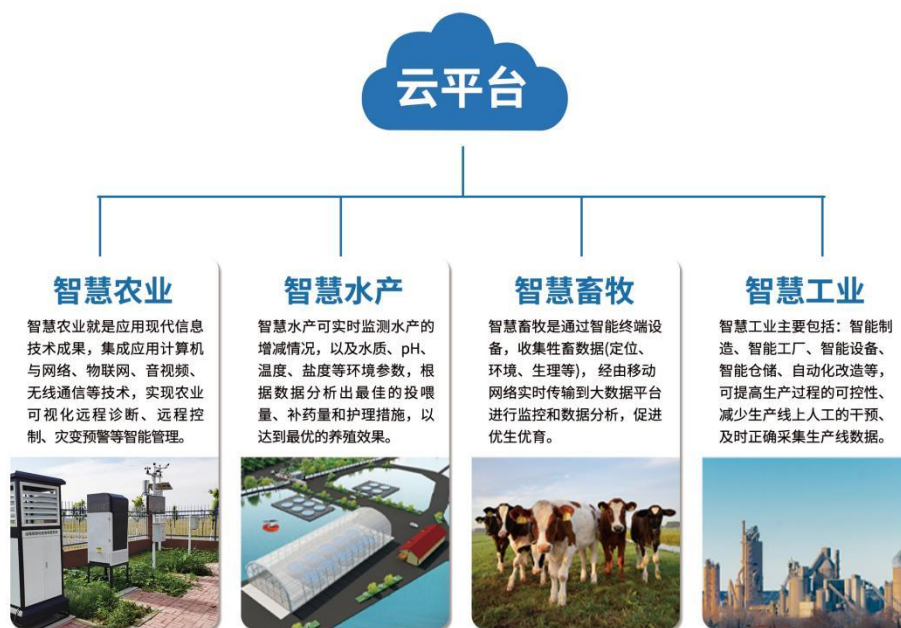 云平台
智慧农业
智慧农业就是应用现代信息
技术成果，集成应用计算机
与网络、物联网、音视频、
无线通信等技术，实现农业
可视化远程诊断、远程控
制、灾变预警等智能管理。
智慧水产
智慧水产可实时监测水产的
增减情况，以及水质、pH、
温度、盐度等环境参数，根
据数据分析出最佳的投喂
量、补药量和护理措施，以
达到最优的养殖效果。
智慧畜牧
智慧畜牧是通过智能终端设
备，收集牲畜数据(定位、
环境、生理等)，经由移动
网络实时传输到大数据平台
进行监控和数据分析，促进
优生优育。
智慧工业
智慧工业主要包括：智能制
造、智能工厂、智能设备、
智能仓储、自动化改造等，
可提高生产过程的可控性、
减少生产线上人工的干预、
及时正确采集生产线数据。